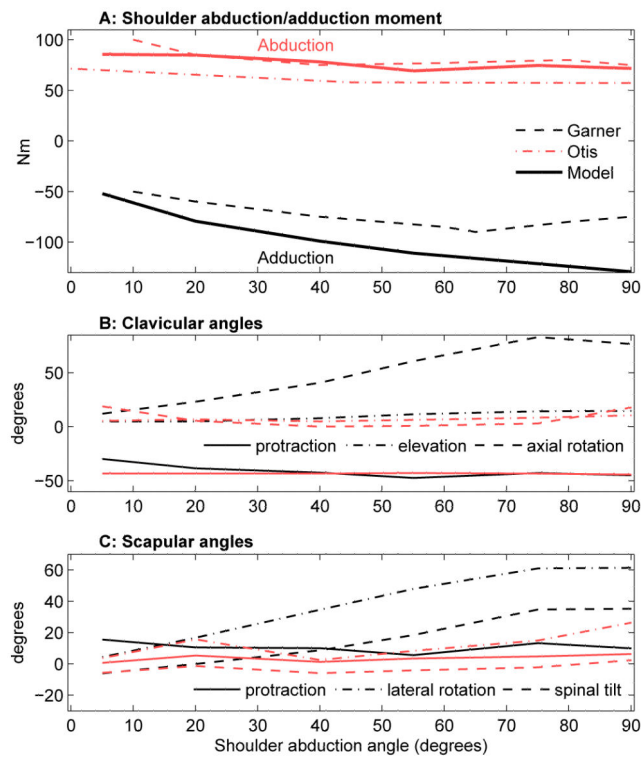 A: Shoulder abduction/adduction moment
100
Abduction
50
0
Nm
Garner
Otis
Model
−50
−100
Adduction
0 10 20 30 40 50 60 70 80 90
B: Clavicular angles
50
degrees
0
protraction elevation axial rotation
−50
0 10 20 30 40 50 60 70 80 90
C: Scapular angles
60
40
degrees
20
0
−20
protraction lateral rotation spinal tilt
0 10 20 30 40 50 60 70 80 90
Shoulder abduction angle (degrees)